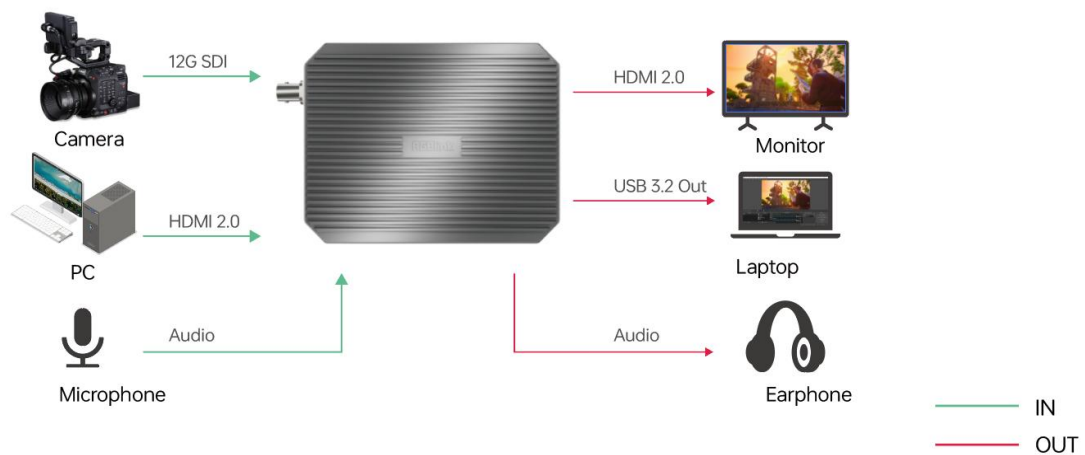 12G SDI
HDMI 2.0
Camera
Monitor
USB 3.2 Out
HDMI 2.0
PC
Laptop
Audio
Audio
Microphone
Earphone
IN
OUT